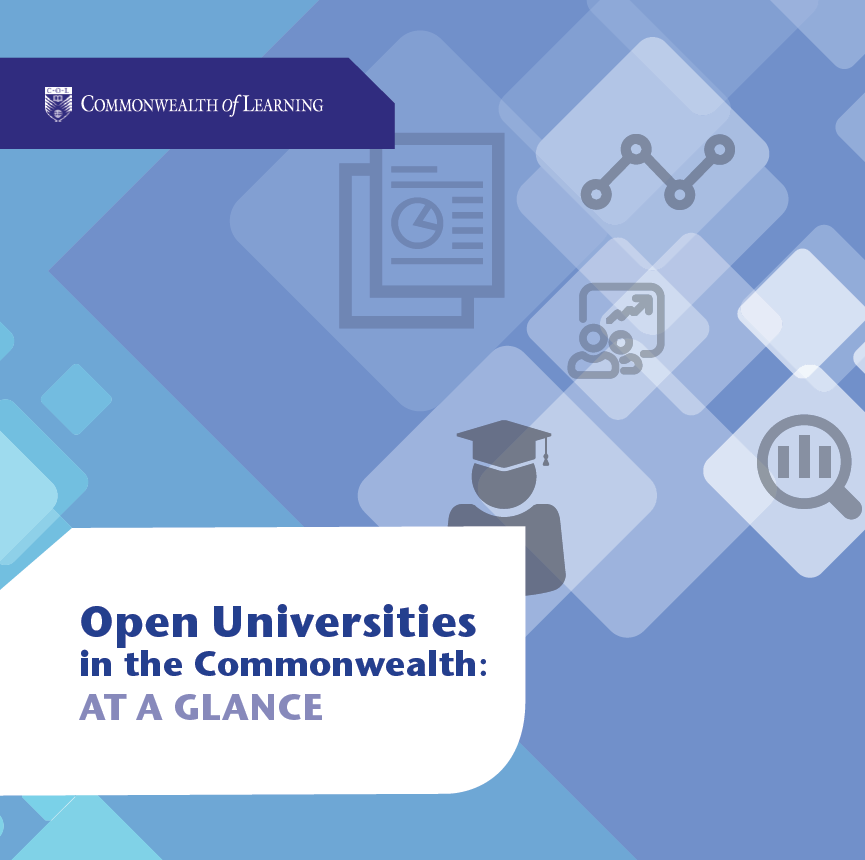 C-O-L
COMMONWEALTH of LEARNING
Open Universities
in the Commonwealth:
AT A GLANCE